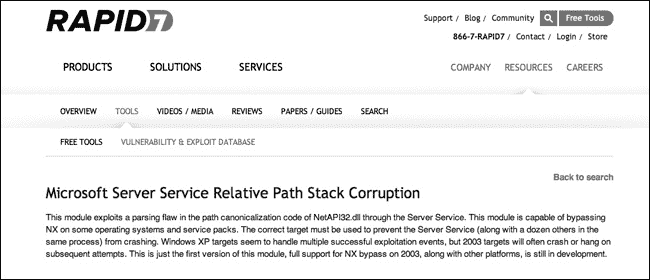 RAPID7
Support / Blog / Community Free Tools
866-7-RAPID7 / Contact / Login / Store
PRODUCTS SOLUTIONS SERVICES COMPANY RESOURCES CAREERS
OVERVIEW TOOLS VIDEOS / MEDIA REVIEWS PAPERS / GUIDES SEARCH
FREE TOOLS VULNERABILITY & EXPLOIT DATABASE
Back to search
Microsoft Server Service Relative Path Stack Corruption
This module exploits a parsing flaw in the path canonicalization code of NetAPI32.dll through the Server Service. This module is capable of bypassing
NX on some operating systems and service packs. The correct target must be used to prevent the Server Service (along with a dozen others in the
same process) from crashing. Windows XP targets seem to handle multiple successful exploitation events, but 2003 targets will often crash or hang on
subsequent attempts. This is just the first version of this module, full support for NX bypass on 2003, along with other platforms, is still in development.